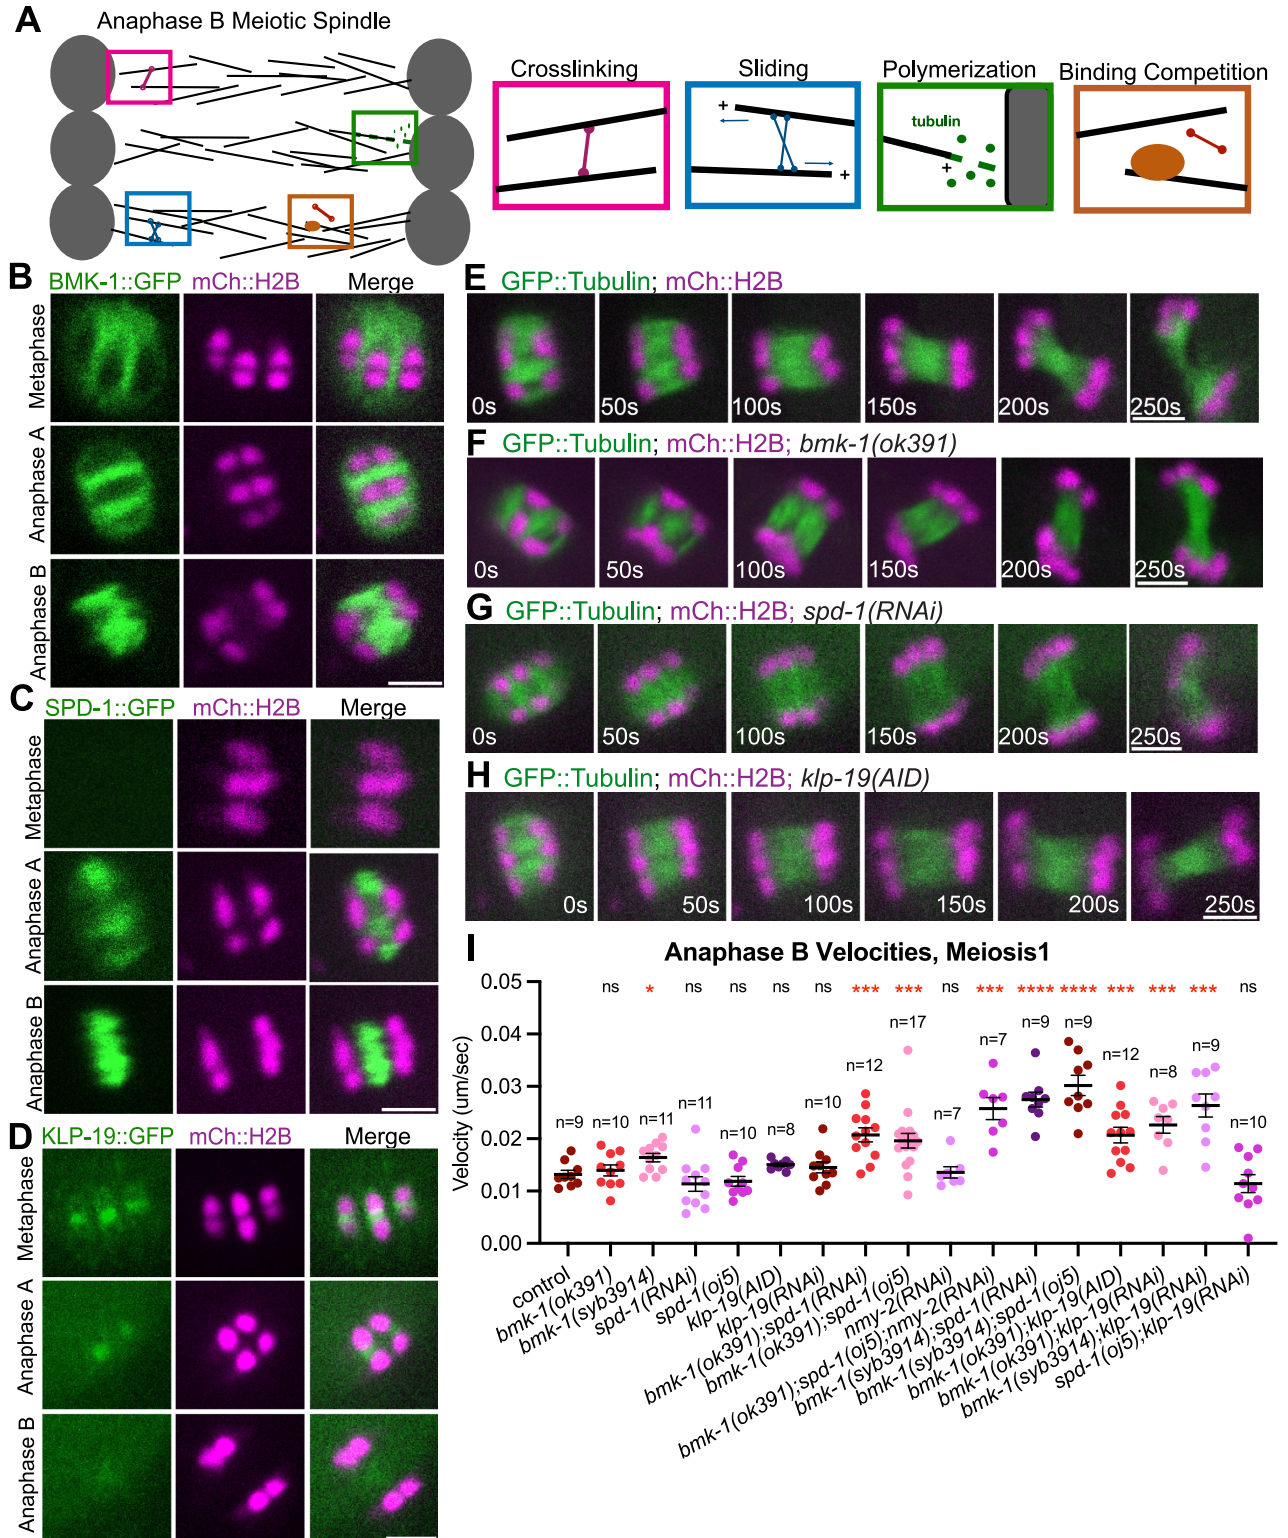 A
Anaphase B Meiotic Spindle
Crosslinking
Sliding
Polymerization
Binding Competition
+
+
tubulin
+
B
BMK-1::GFP
mCh::H2B
Merge
Metaphase
Anaphase A
Anaphase B
C
SPD-1::GFP
mCh::H2B
Merge
Metaphase
Anaphase A
Anaphase B
D
KLP-19::GFP
mCh::H2B
Merge
Metaphase
Anaphase A
Anaphase B
E
GFP::Tubulin; mCh::H2B
0s
50s
100s
150s
200s
250s
F
GFP::Tubulin; mCh::H2B; bmk-1(ok391)
0s
50s
100s
150s
200s
250s
G
GFP::Tubulin; mCh::H2B; spd-1(RNAi)
0s
50s
100s
150s
200s
250s
H
GFP::Tubulin; mCh::H2B; klp-19(AID)
0s
50s
100s
150s
200s
250s
I
Anaphase B Velocities, Meiosis1
Velocity (um/sec)
0.05
0.04
0.03
0.02
0.01
0.00
ns * ns ns ns ns *** *** ns *** **** **** *** *** *** ns
n=9
n=10
n=11
n=11
n=10
n=8
n=10
n=12
n=17
n=7
n=7
n=9
n=9
n=12
n=8
n=9
n=10
control
bmk-1(ok391)
bmk-1(syb3914)
spd-1(RNAi)
spd-1(oj5)
klp-19(AID)
klp-19(RNAi)
bmk-1(ok391);spd-1(RNAi)
bmk-1(ok391);spd-1(oj5)
nmy-2(RNAi)
bmk-1(ok391);spd-1(oj5);nmy-2(RNAi)
bmk-1(syb3914);spd-1(RNAi)
bmk-1(syb3914);spd-1(oj5)
bmk-1(ok391);klp-19(AID)
bmk-1(ok391);klp-19(RNAi)
bmk-1(syb3914);klp-19(RNAi)
spd-1(oj5);klp-19(RNAi)